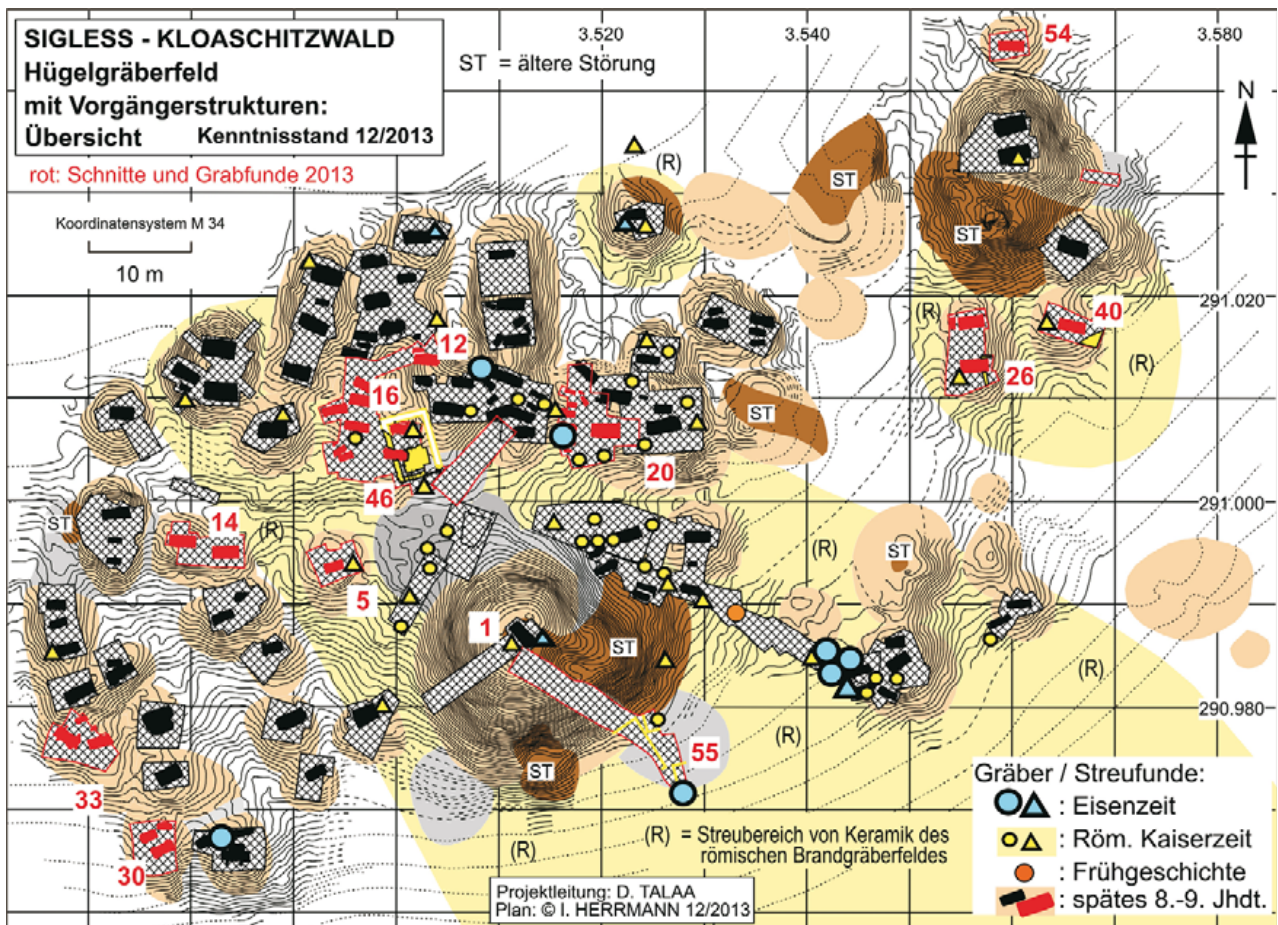 SIGLESS - KLOASCHITZWALD
Hügelgräberfeld
mit Vorgängerstrukturen:
Übersicht Kenntnisstand 12/2013
rot: Schnitte und Grabfunde 2013
Koordinatensystem M 34
10 m
ST = ältere Störung
3.520
3.540
3.580
54
N
(R)
ST
ST
291.020
12
(R)
40
16
26
(R)
ST
20
46
291.000
ST
14
(R)
(R)
ST
5
1
ST
(R)
290.980
(R)
55
(R)
ST
33
30
(R)
(R) = Streubereich von Keramik des
römischen Brandgräberfeldes
Projektleitung: D. TALAA
Plan: © I. HERRMANN 12/2013
Gräber / Streufunde:
: Eisenzeit
: Röm. Kaiserzeit
: Frühgeschichte
: spätes 8.-9. Jhdt.